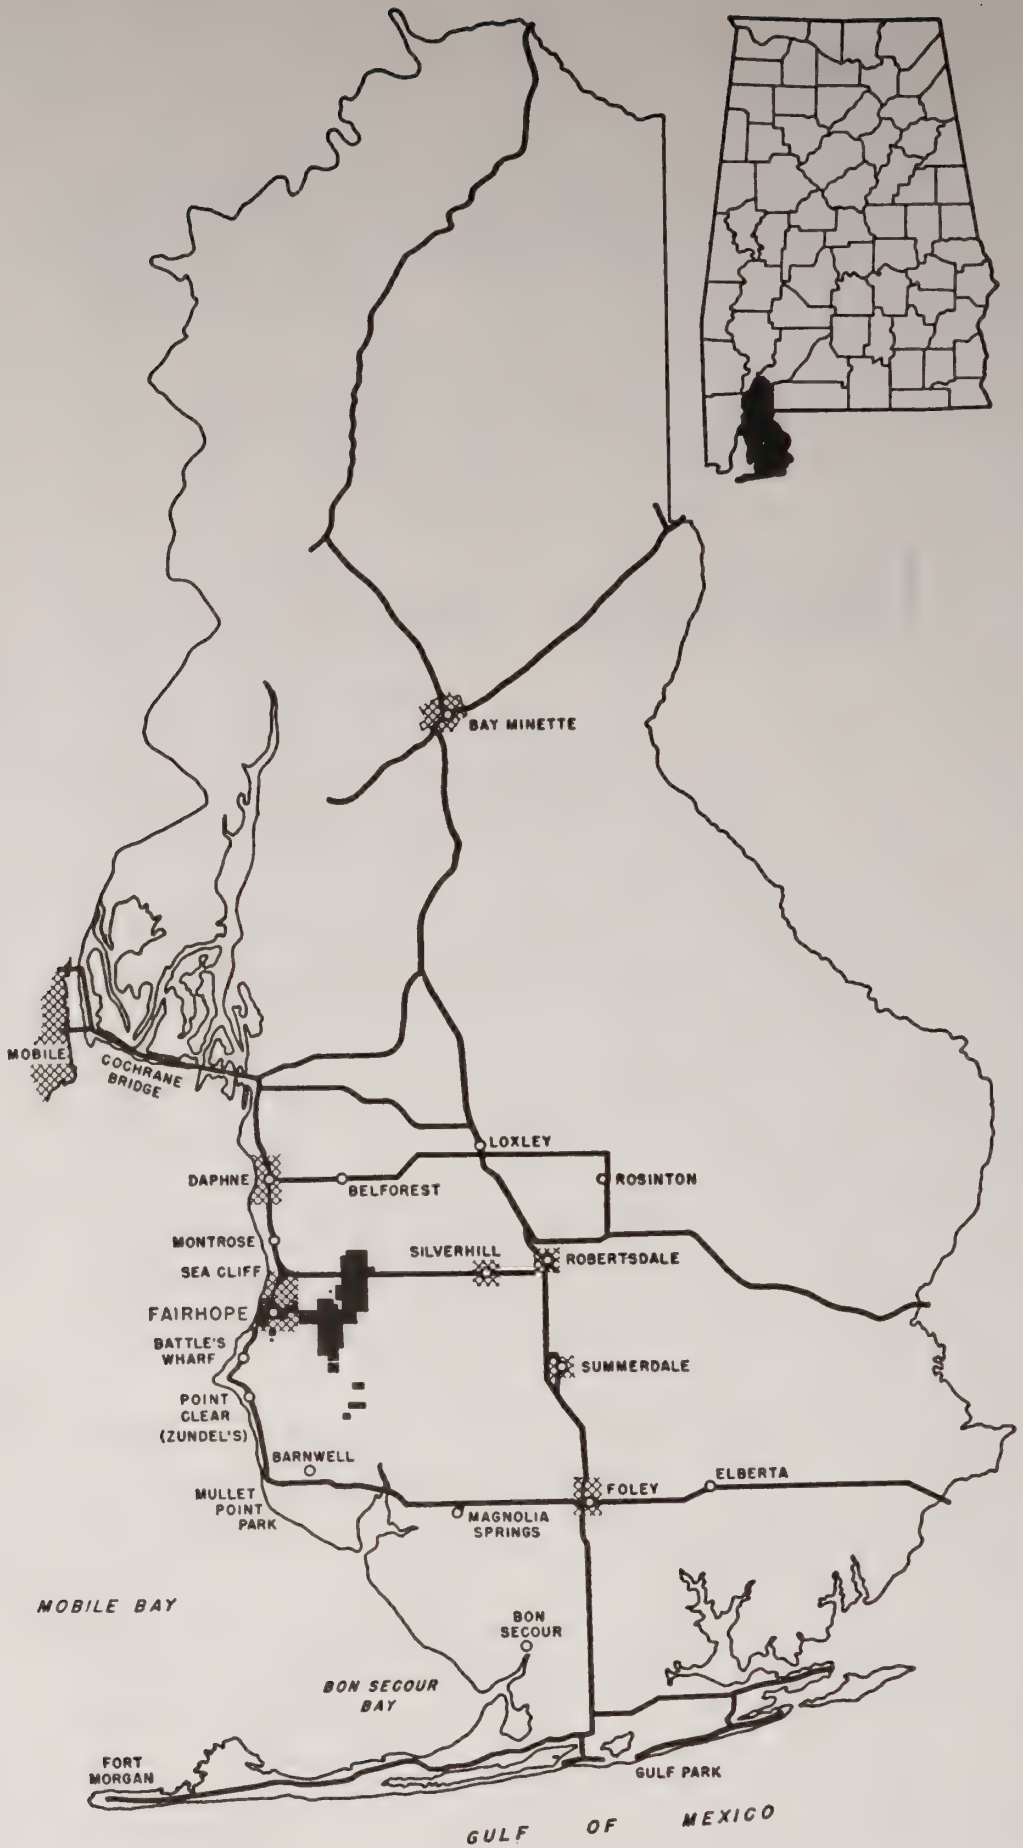 BAY MINETTE
MOBILE
COCHRANE
BRIDGE
LOXLEY
DAPHNE
BELFOREST
ROSINTON
MONTROSE
SILVERHILL
ROBERTSDALE
SEA CLIFF
FAIRHOPE
BATTLE'S
WHARF
SUMMERDALE
POINT
CLEAR
(ZUNDEL'S)
BARNWELL
ELBERTA
MULLET
POINT
PARK
FOLEY
MAGNOLIA
SPRINGS
MOBILE BAY
BON
SECOUR
BON SECOUR
BAY
FORT
MORGAN
GULF PARK
GULF OF MEXICO